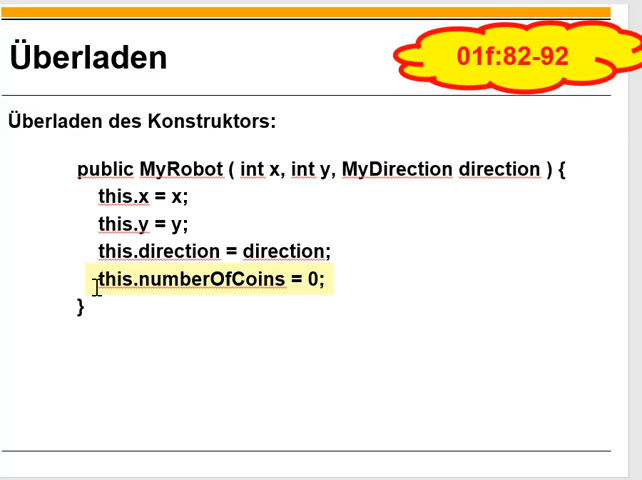 Überladen
01f:82-92
Überladen des Konstruktors:
public MyRobot ( int x, int y, MyDirection direction ) {
this.x = x;
this.y = y;
this.direction = direction;
this.numberOfCoins = 0;
}